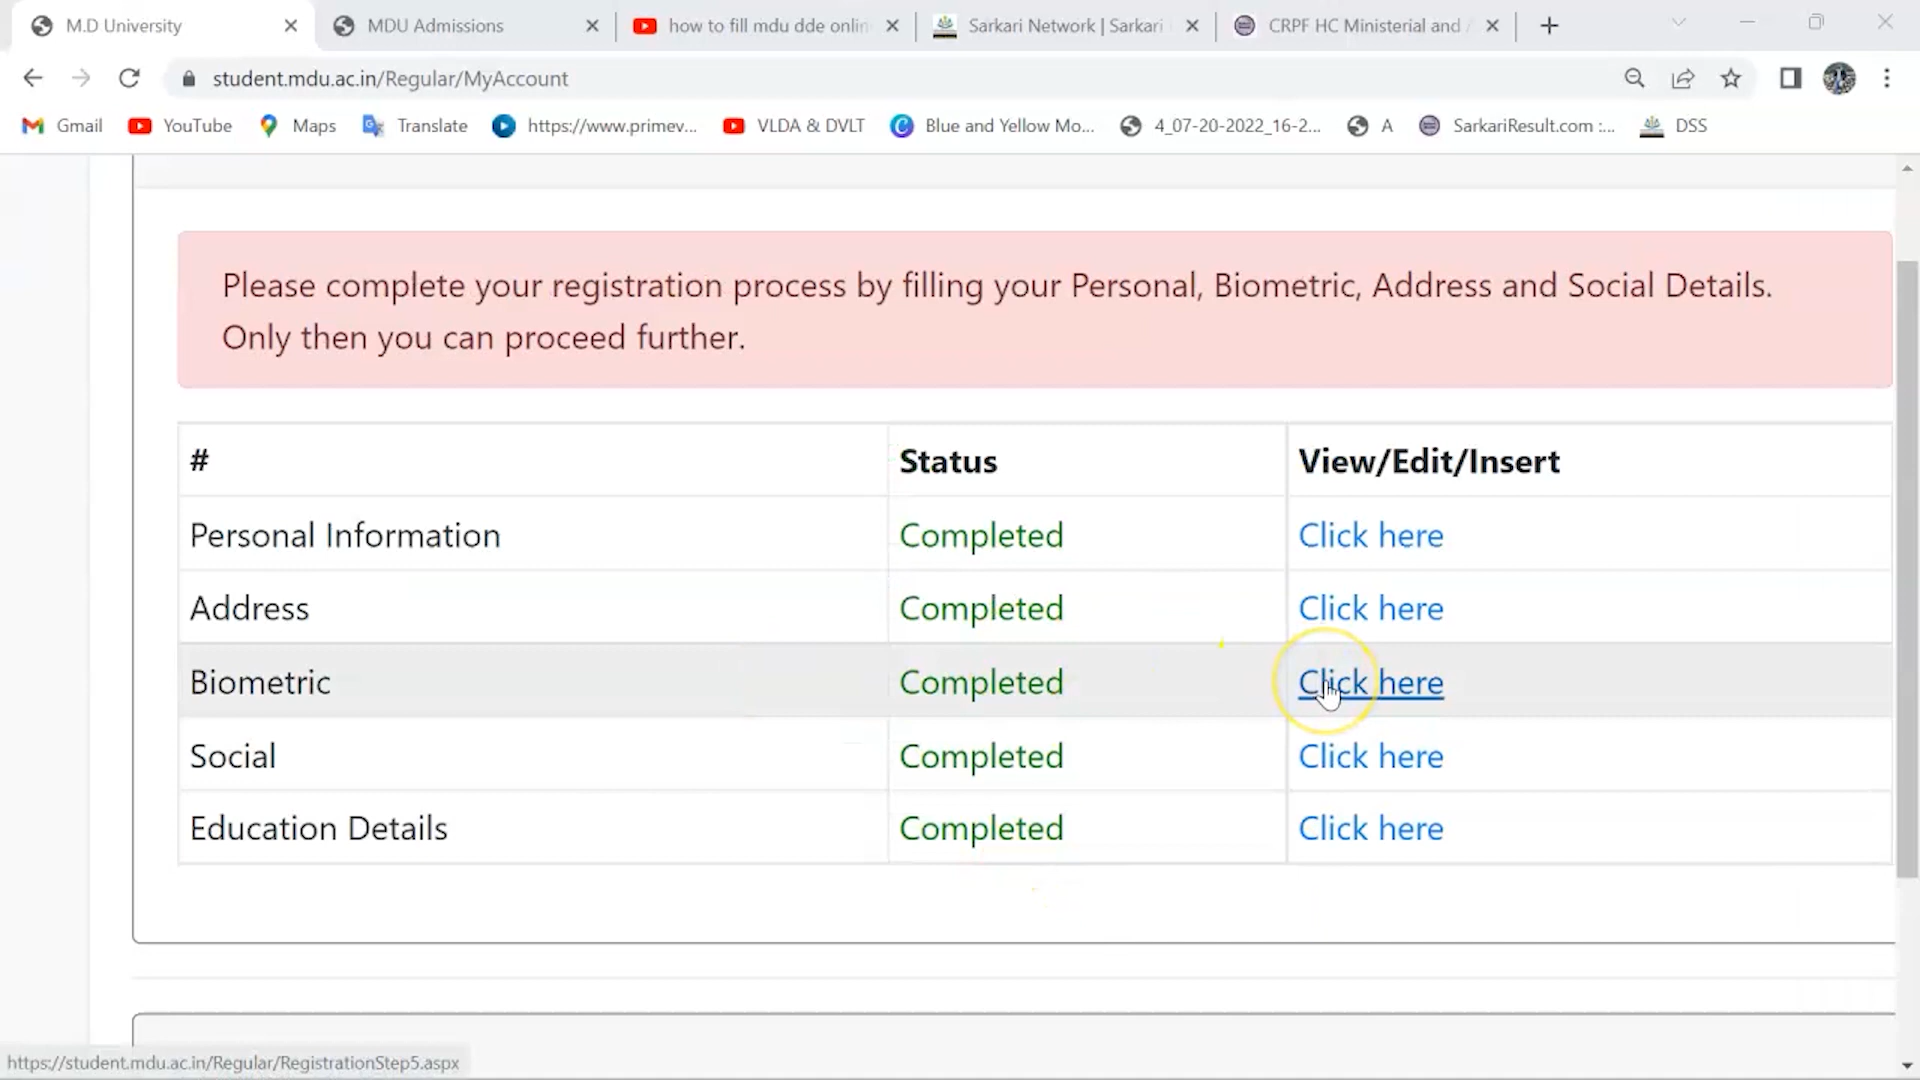 M.D University
MDU Admissions
how to fill mdu dde onlin
Sarkari Network | Sarkari
CRPF HC Ministerial and
student.mdu.ac.in/Regular/MyAccount
Gmail
YouTube
Maps
Translate
https://www.primev...
VLDA & DVLT
Blue and Yellow Mo...
4_07-20-2022_16-2...
A
SarkariResult.com :...
DSS
Please complete your registration process by filling your Personal, Biometric, Address and Social Details.
Only then you can proceed further.
# Status View/Edit/Insert
Personal Information Completed Click here
Address Completed Click here
Biometric Completed Click here
Social Completed Click here
Education Details Completed Click here
https://student.mdu.ac.in/Regular/RegistrationStep5.aspx